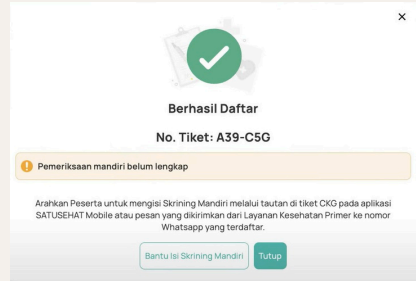 Berhasil Daftar
No. Tiket: A39-C5G
Pemeriksaan mandiri belum lengkap
Arahkan Peserta untuk mengisi Skrining Mandiri melalui tautan di tiket CKG pada aplikasi
SATUSEHAT Mobile atau pesan yang dikirimkan dari Layanan Kesehatan Primer ke nomor
Whatsapp yang terdaftar.
Bantu Isi Skrining Mandiri
Tutup